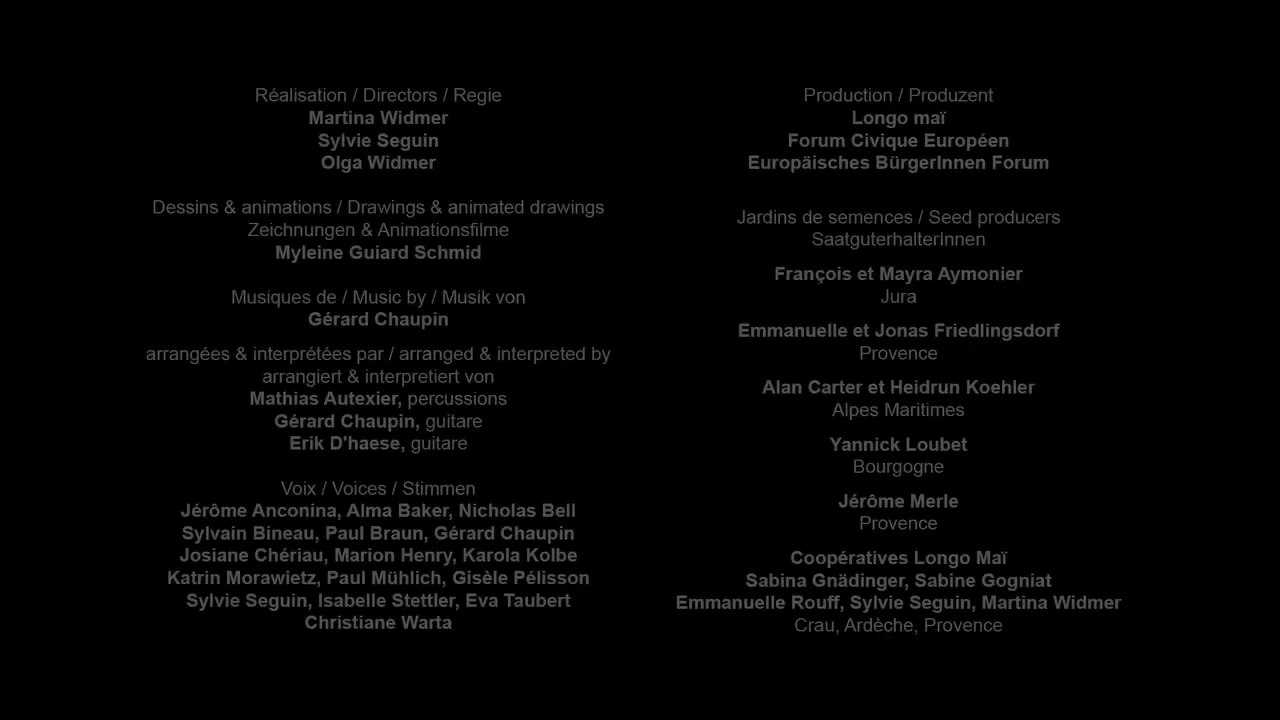 Réalisation / Directors / Regie
Martina Widmer
Sylvie Seguin
Olga Widmer
Dessins & animations / Drawings & animated drawings
Zeichnungen & Animationsfilme
Myleine Guiard Schmid
Musiques de / Music by / Musik von
Gérard Chaupin
arrangées & interprétées par / arranged & interpreted by
arrangiert & interpretiert von
Mathias Autexier, percussions
Gérard Chaupin, guitare
Erik D'haese, guitare
Voix / Voices / Stimmen
Jérôme Anconina, Alma Baker, Nicholas Bell
Sylvain Bineau, Paul Braun, Gérard Chaupin
Josiane Chériau, Marion Henry, Karola Kolbe
Katrin Morawietz, Paul Mühlich, Gisèle Pélisson
Sylvie Seguin, Isabelle Stettler, Eva Taubert
Christiane Warta
Production / Produzent
Longo maï
Forum Civique Européen
Europäisches BürgerInnen Forum
Jardins de semences / Seed producers
SaatguterhalterInnen
François et Mayra Aymonier
Jura
Emmanuelle et Jonas Friedlingsdorf
Provence
Alan Carter et Heidrun Koehler
Alpes Maritimes
Yannick Loubet
Bourgogne
Jérôme Merle
Provence
Coopératives Longo Maï
Sabina Gnädinger, Sabine Gogniat
Emmanuelle Rouff, Sylvie Seguin, Martina Widmer
Crau, Ardèche, Provence